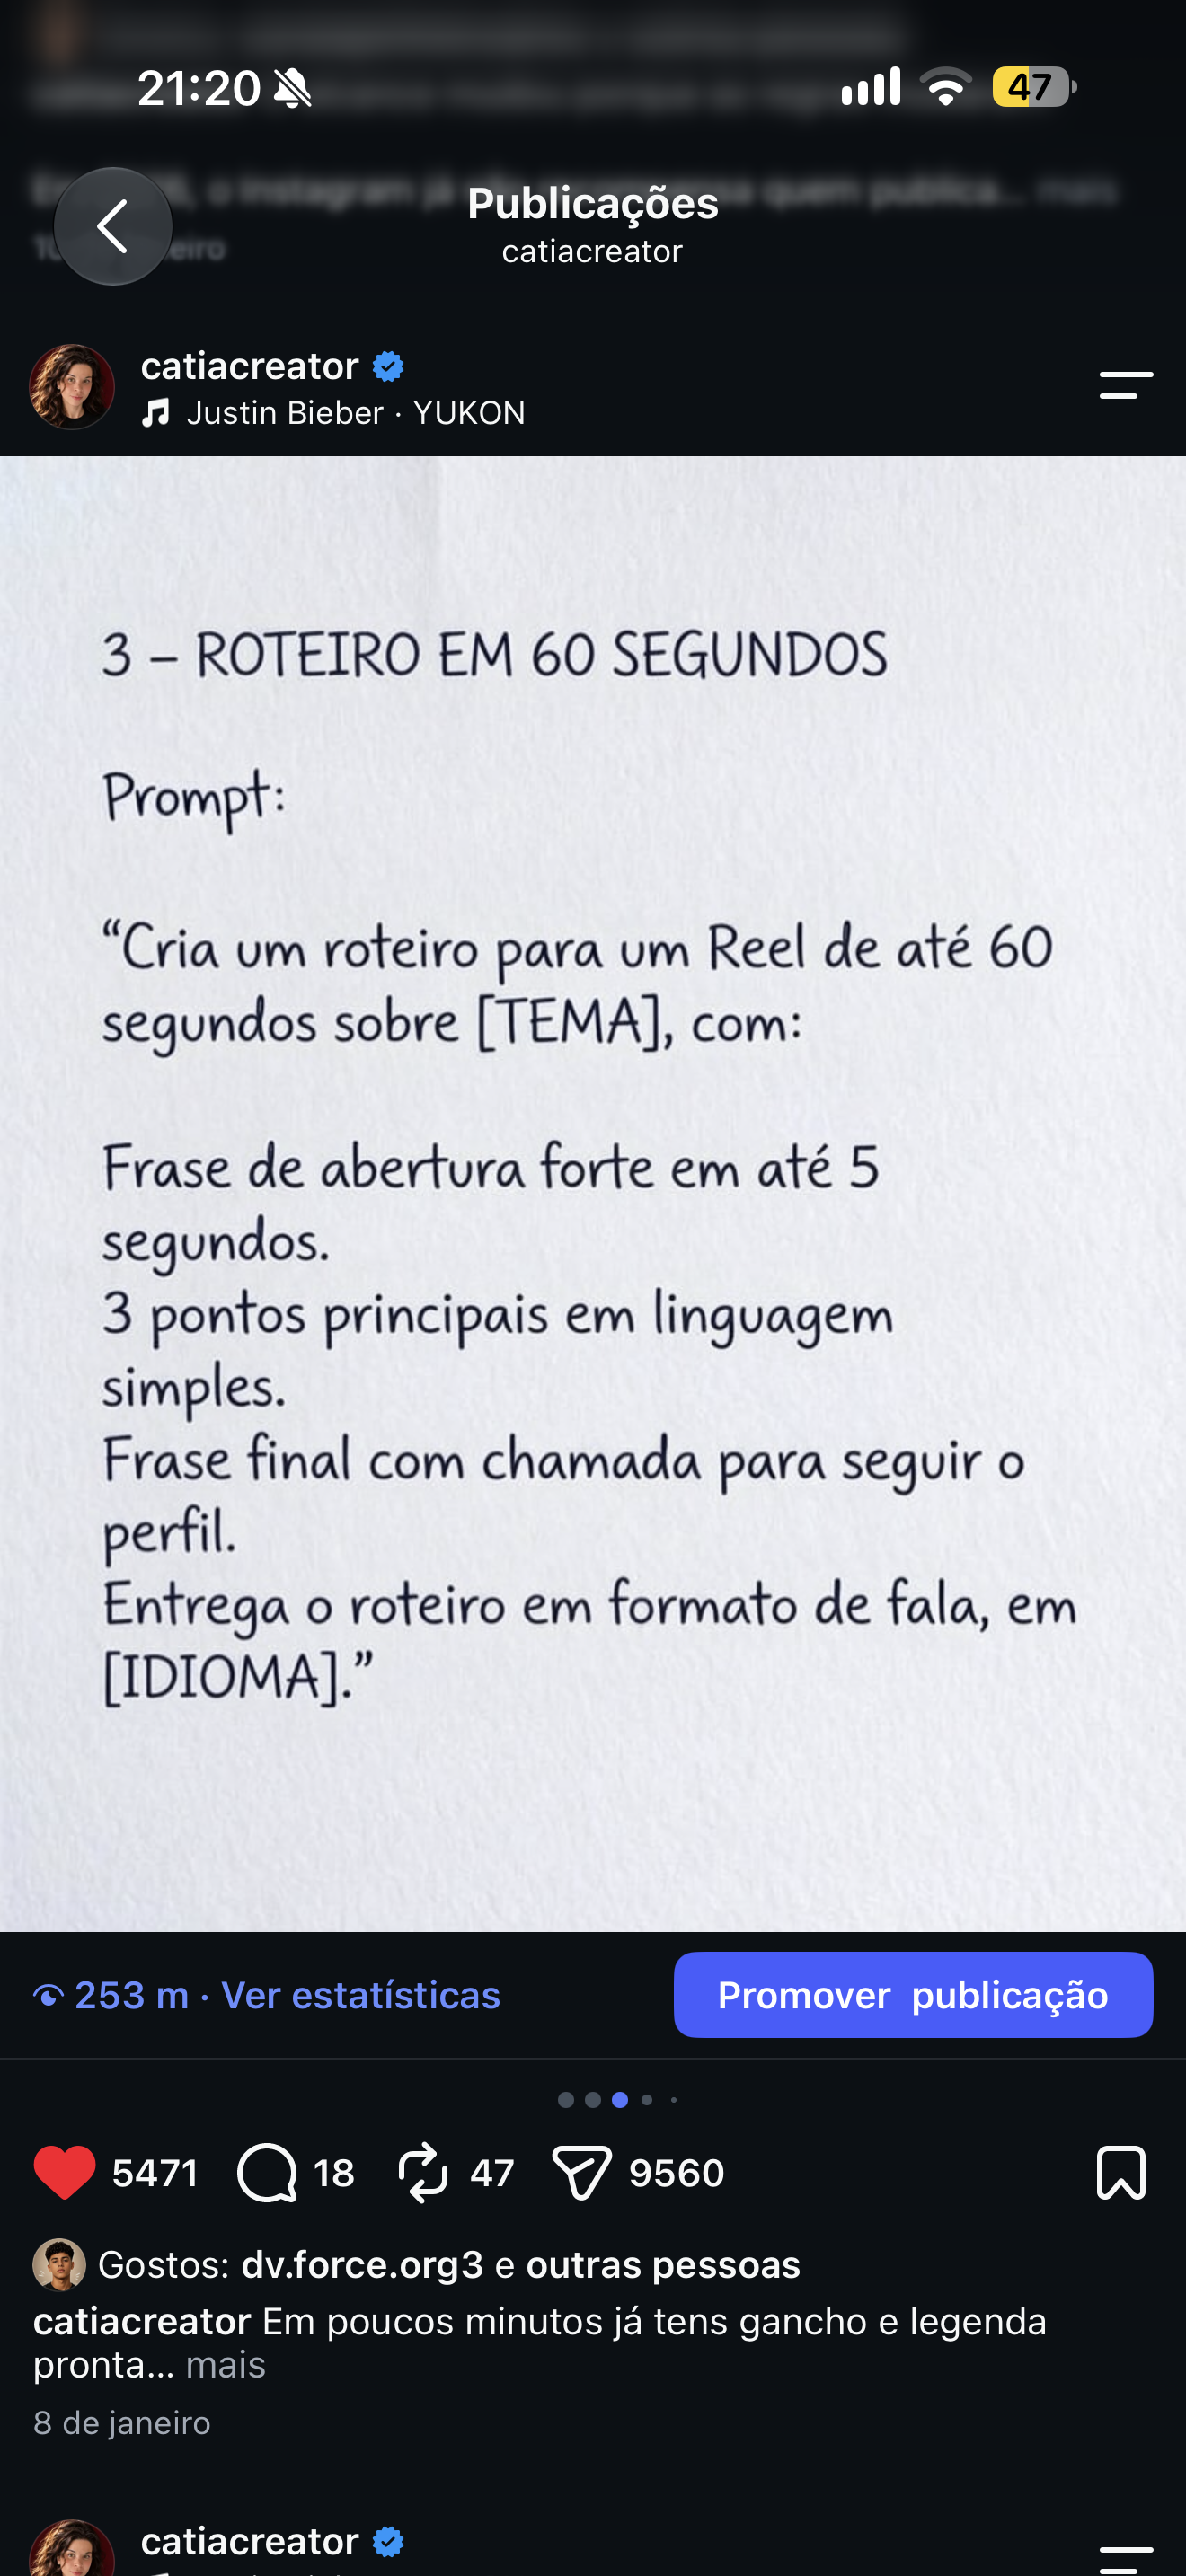 21:20
47
Publicações
catiacreator
catiacreator
Justin Bieber · YUKON
3 – ROTEIRO EM 60 SEGUNDOS
Prompt:
“Cria um roteiro para um Reel de até 60
segundos sobre [TEMA], com:
Frase de abertura forte em até 5
segundos.
3 pontos principais em linguagem
simples.
Frase final com chamada para seguir o
perfil.
Entrega o roteiro em formato de fala, em
[IDIOMA].”
253 m · Ver estatísticas
Promover publicação
5471
18
47
9560
Gostos: dv.force.org3 e outras pessoas
catiacreator Em poucos minutos já tens gancho e legenda
pronta... mais
8 de janeiro
catiacreator